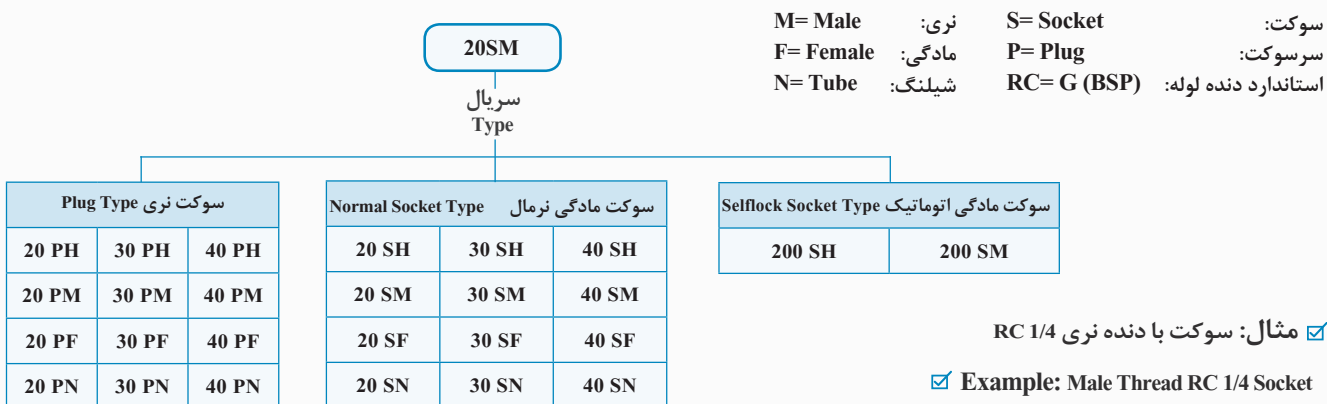 سوکت: S= Socket نری: M= Male
سرسوکت: P= Plug مادگی: F= Female
استاندارد دنده لوله: RC= G (BSP) شیلنگ: N= Tube
20SM
سریال
Type
سوکت نری Plug Type
20 PH 30 PH 40 PH
20 PM 30 PM 40 PM
20 PF 30 PF 40 PF
20 PN 30 PN 40 PN
سوکت مادگی نرمال Normal Socket Type
20 SH 30 SH 40 SH
20 SM 30 SM 40 SM
20 SF 30 SF 40 SF
20 SN 30 SN 40 SN
سوکت مادگی اتوماتیک Selflock Socket Type
200 SH 200 SM
مثال: سوکت با دنده نری RC 1/4
Example: Male Thread RC 1/4 Socket